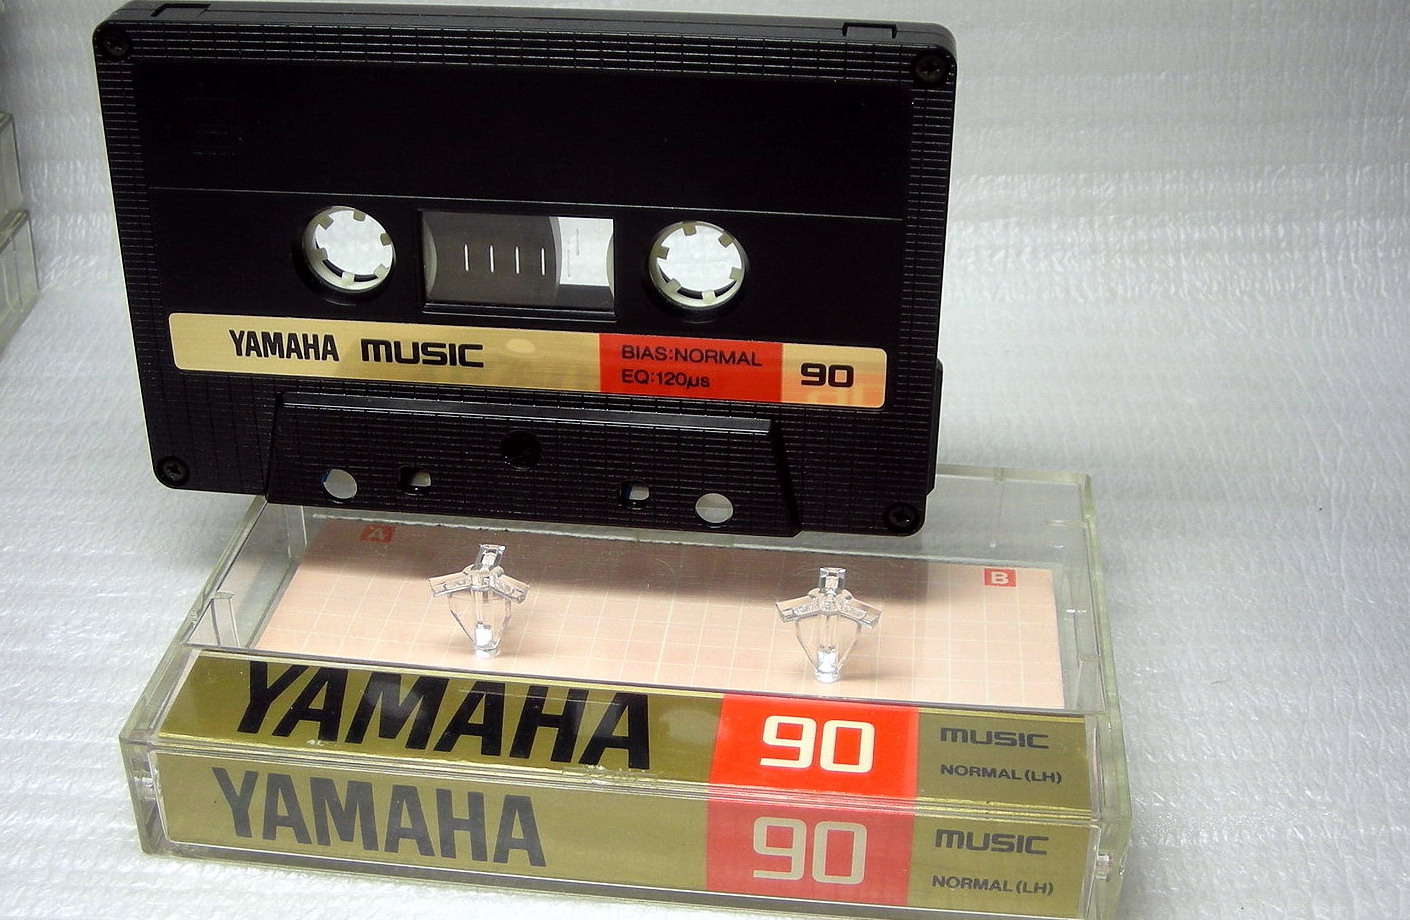 YAMAHA MUSIC
BIAS:NORMAL
EQ:120µs
90
A
B
YAMAHA
90
MUSIC
NORMAL(LH)
YAMAHA
90
MUSIC
NORMAL(LH)